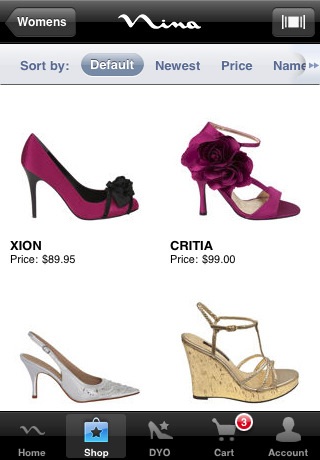 Womens
Nina
Sort by: Default Newest Price Name
XION
Price: $89.95
CRITIA
Price: $99.00
3
Home Shop DYO Cart Account